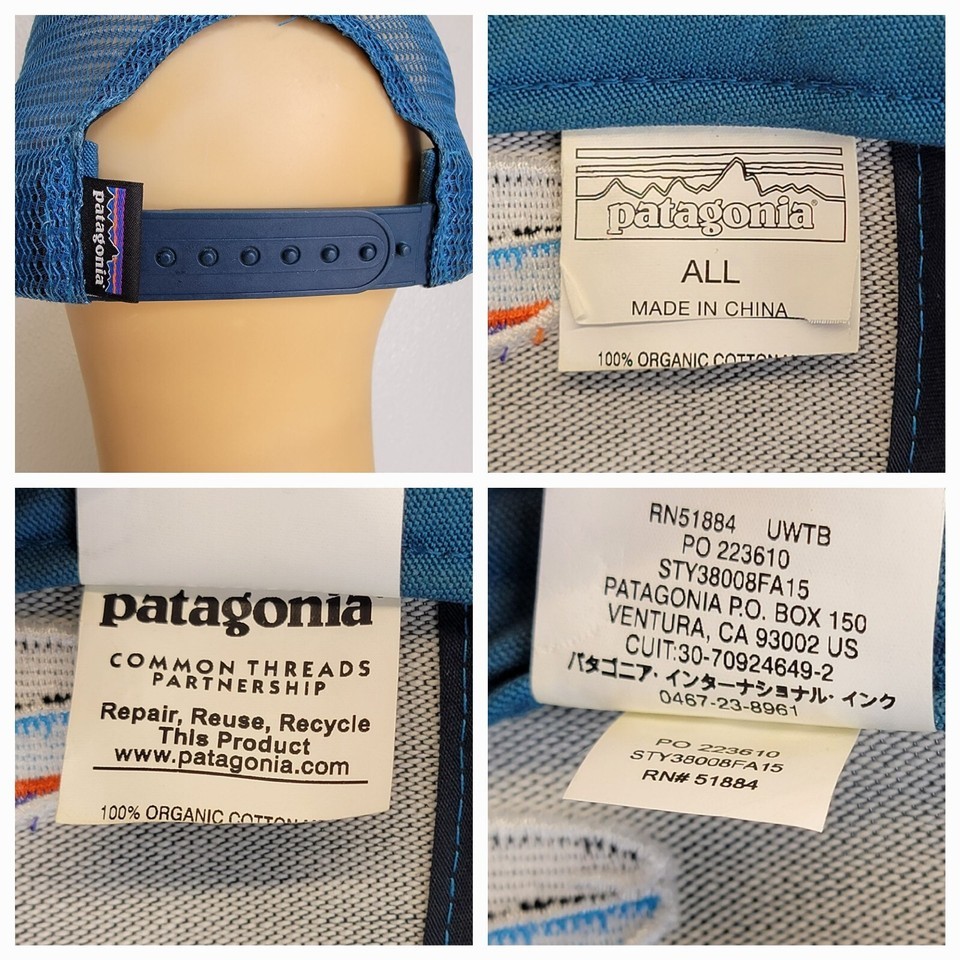 patagonia
patagonia®
ALL
MADE IN CHINA
100% ORGANIC COTTON
patagonia®
COMMON THREADS
PARTNERSHIP
Repair, Reuse, Recycle
This Product
www.patagonia.com
100% ORGANIC COTTON
RN51884 UWTB
PO 223610
STY38008FA15
PATAGONIA P.O. BOX 150
VENTURA, CA 93002 US
CUIT:30-70924649-2
パタゴニア・インターナショナル・インク
0467-23-8961
PO 223610
STY38008FA15
RN# 51884